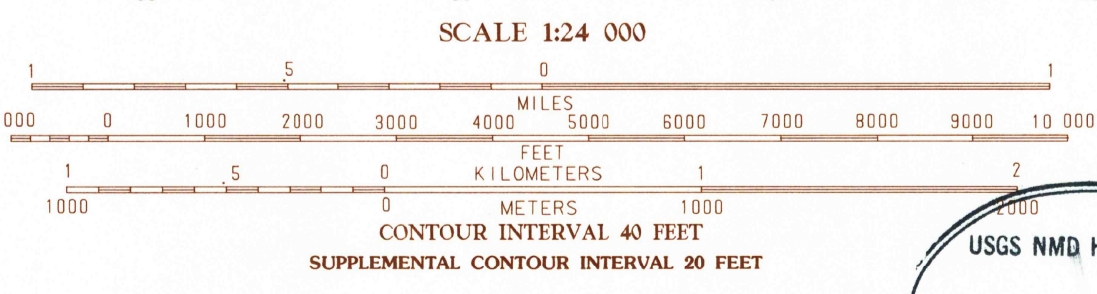 SCALE 1:24 000
1 .5 0 1
MILES
000 0 1000 2000 3000 4000 5000 6000 7000 8000 9000 10 000
FEET
1 .5 0 KILOMETERS 1 2
1000 0 METERS 1000 2000
CONTOUR INTERVAL 40 FEET
SUPPLEMENTAL CONTOUR INTERVAL 20 FEET
USGS NMD H